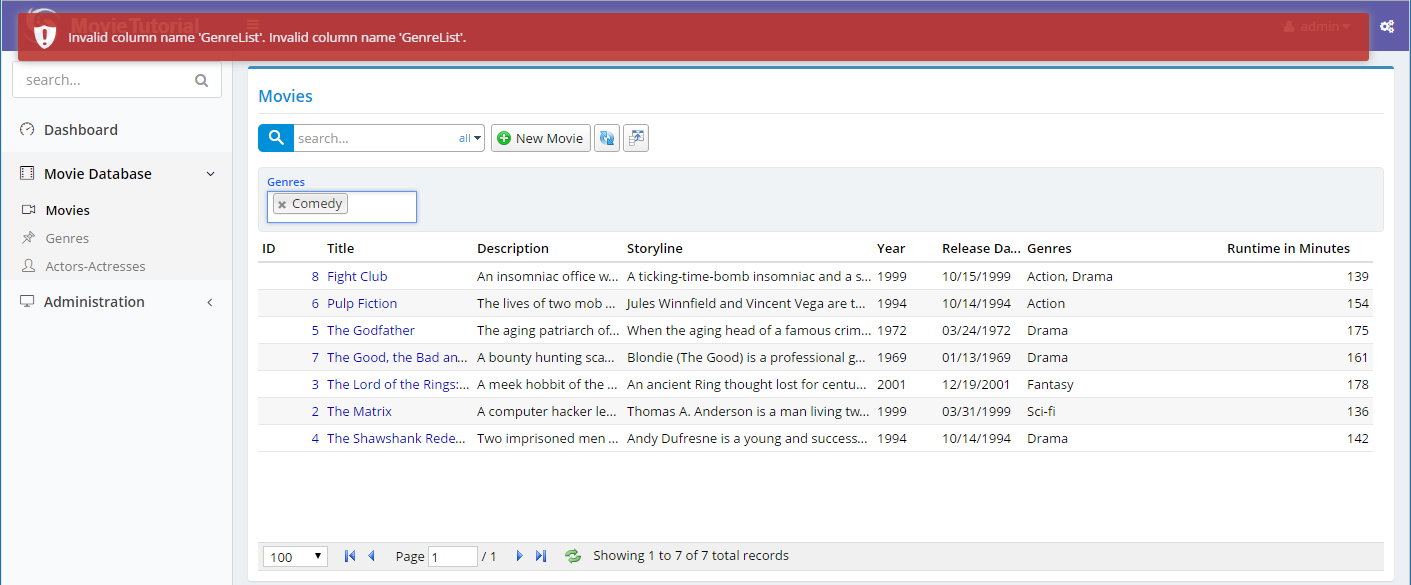 MovieTutorial
admin
Invalid column name 'GenreList'. Invalid column name 'GenreList'.
search...
Dashboard
Movie Database
Movies
Genres
Actors-Actresses
Administration
Movies
search... all
New Movie
Genres
× Comedy
ID Title Description Storyline Year Release Da... Genres Runtime in Minutes
8 Fight Club An insomniac office w... A ticking-time-bomb insomniac and a s... 1999 10/15/1999 Action, Drama 139
6 Pulp Fiction The lives of two mob ... Jules Winnfield and Vincent Vega are t... 1994 10/14/1994 Action 154
5 The Godfather The aging patriarch of... When the aging head of a famous crim... 1972 03/24/1972 Drama 175
7 The Good, the Bad an... A bounty hunting sca... Blondie (The Good) is a professional g... 1969 01/13/1969 Drama 161
3 The Lord of the Rings:... A meek hobbit of the ... An ancient Ring thought lost for centu... 2001 12/19/2001 Fantasy 178
2 The Matrix A computer hacker le... Thomas A. Anderson is a man living tw... 1999 03/31/1999 Sci-fi 136
4 The Shawshank Rede... Two imprisoned men ... Andy Dufresne is a young and success... 1994 10/14/1994 Drama 142
100 Page 1 / 1 Showing 1 to 7 of 7 total records